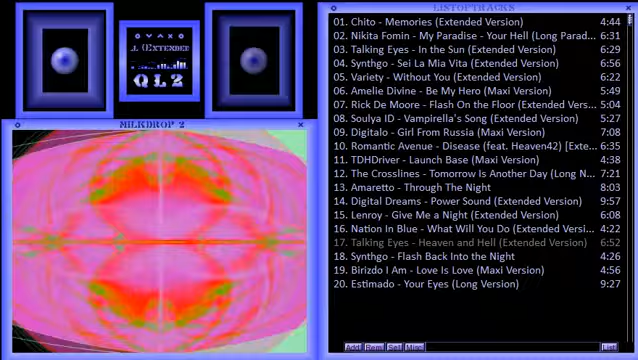 LISTOFTRACKS
01. Chito - Memories (Extended Version) 4:44
02. Nikita Fomin - My Paradise - Your Hell (Long Parad... 6:31
03. Talking Eyes - In the Sun (Extended Version) 6:29
04. Synthgo - Sei La Mia Vita (Extended Version) 6:56
05. Variety - Without You (Extended Version) 6:22
06. Amelie Divine - Be My Hero (Maxi Version) 5:49
07. Rick De Moore - Flash On the Floor (Extended Vers... 5:04
08. Soulya ID - Vampirella's Song (Extended Version) 5:27
09. Digitalo - Girl From Russia (Maxi Version) 7:08
10. Romantic Avenue - Disease (feat. Heaven42) [Exte... 6:35
11. TDHDriver - Launch Base (Maxi Version) 4:38
12. The Crosslines - Tomorrow Is Another Day (Long N... 7:21
13. Amaretto - Through The Night 8:03
14. Digital Dreams - Power Sound (Extended Version) 9:57
15. Lenroy - Give Me a Night (Extended Version) 6:08
16. Nation In Blue - What Will You Do (Extended Versi... 4:22
17. Talking Eyes - Heaven and Hell (Extended Version) 6:52
18. Synthgo - Flash Back Into the Night 4:26
19. Birizdo I Am - Love Is Love (Maxi Version) 4:56
20. Estimado - Your Eyes (Long Version) 9:27
Add Rem Sel Misc List
J. (Extended
QL2
MILKDROP 2